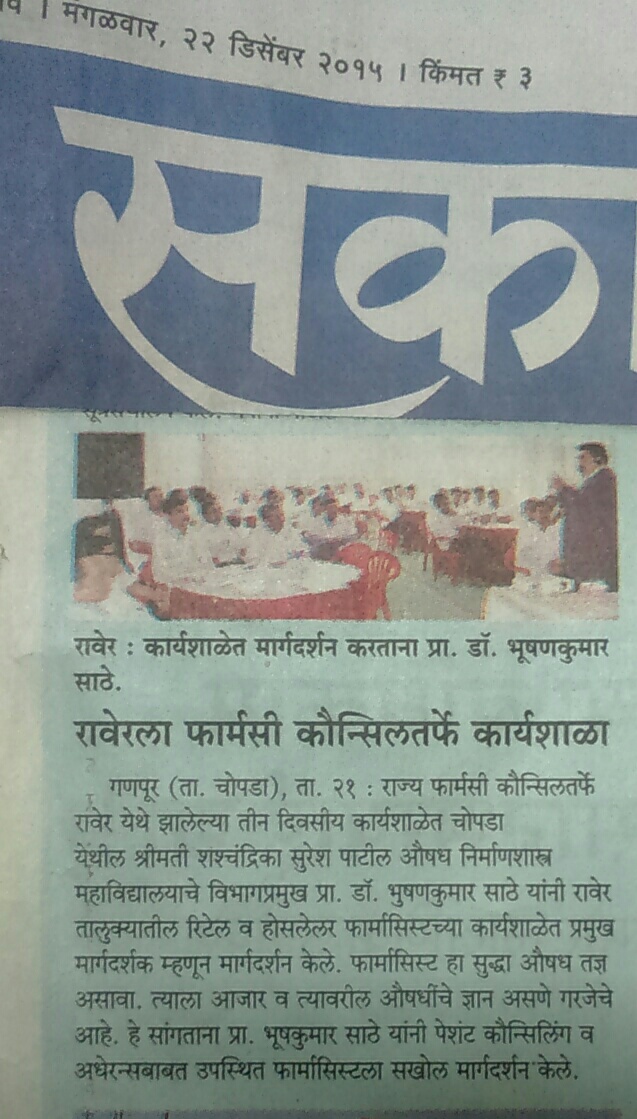 । मंगळवार, २२ डिसेंबर २०१५ । किंमत ₹ ३
सका
रावेर : कार्यशाळेत मार्गदर्शन करताना प्रा. डॉ. भूषणकुमार
साठे.
रावेरला फार्मसी कौन्सिलतर्फे कार्यशाळा
गणपूर (ता. चोपडा), ता. २१ : राज्य फार्मसी कौन्सिलतर्फे
रावेर येथे झालेल्या तीन दिवसीय कार्यशाळेत चोपडा
येथील श्रीमती शश्चंद्रिका सुरेश पाटील औषध निर्माणशास्त्र
महाविद्यालयाचे विभागप्रमुख प्रा. डॉ. भुषणकुमार साठे यांनी रावेर
तालुक्यातील रिटेल व होसलेलर फार्मासिस्टच्या कार्यशाळेत प्रमुख
मार्गदर्शक म्हणून मार्गदर्शन केले. फार्मासिस्ट हा सुद्धा औषध तज्ञ
असावा. त्याला आजार व त्यावरील औषधींचे ज्ञान असणे गरजेचे
आहे. हे सांगताना प्रा. भूषकुमार साठे यांनी पेशंट कौन्सिलिंग व
अधेरन्सबाबत उपस्थित फार्मासिस्टला सखोल मार्गदर्शन केले.